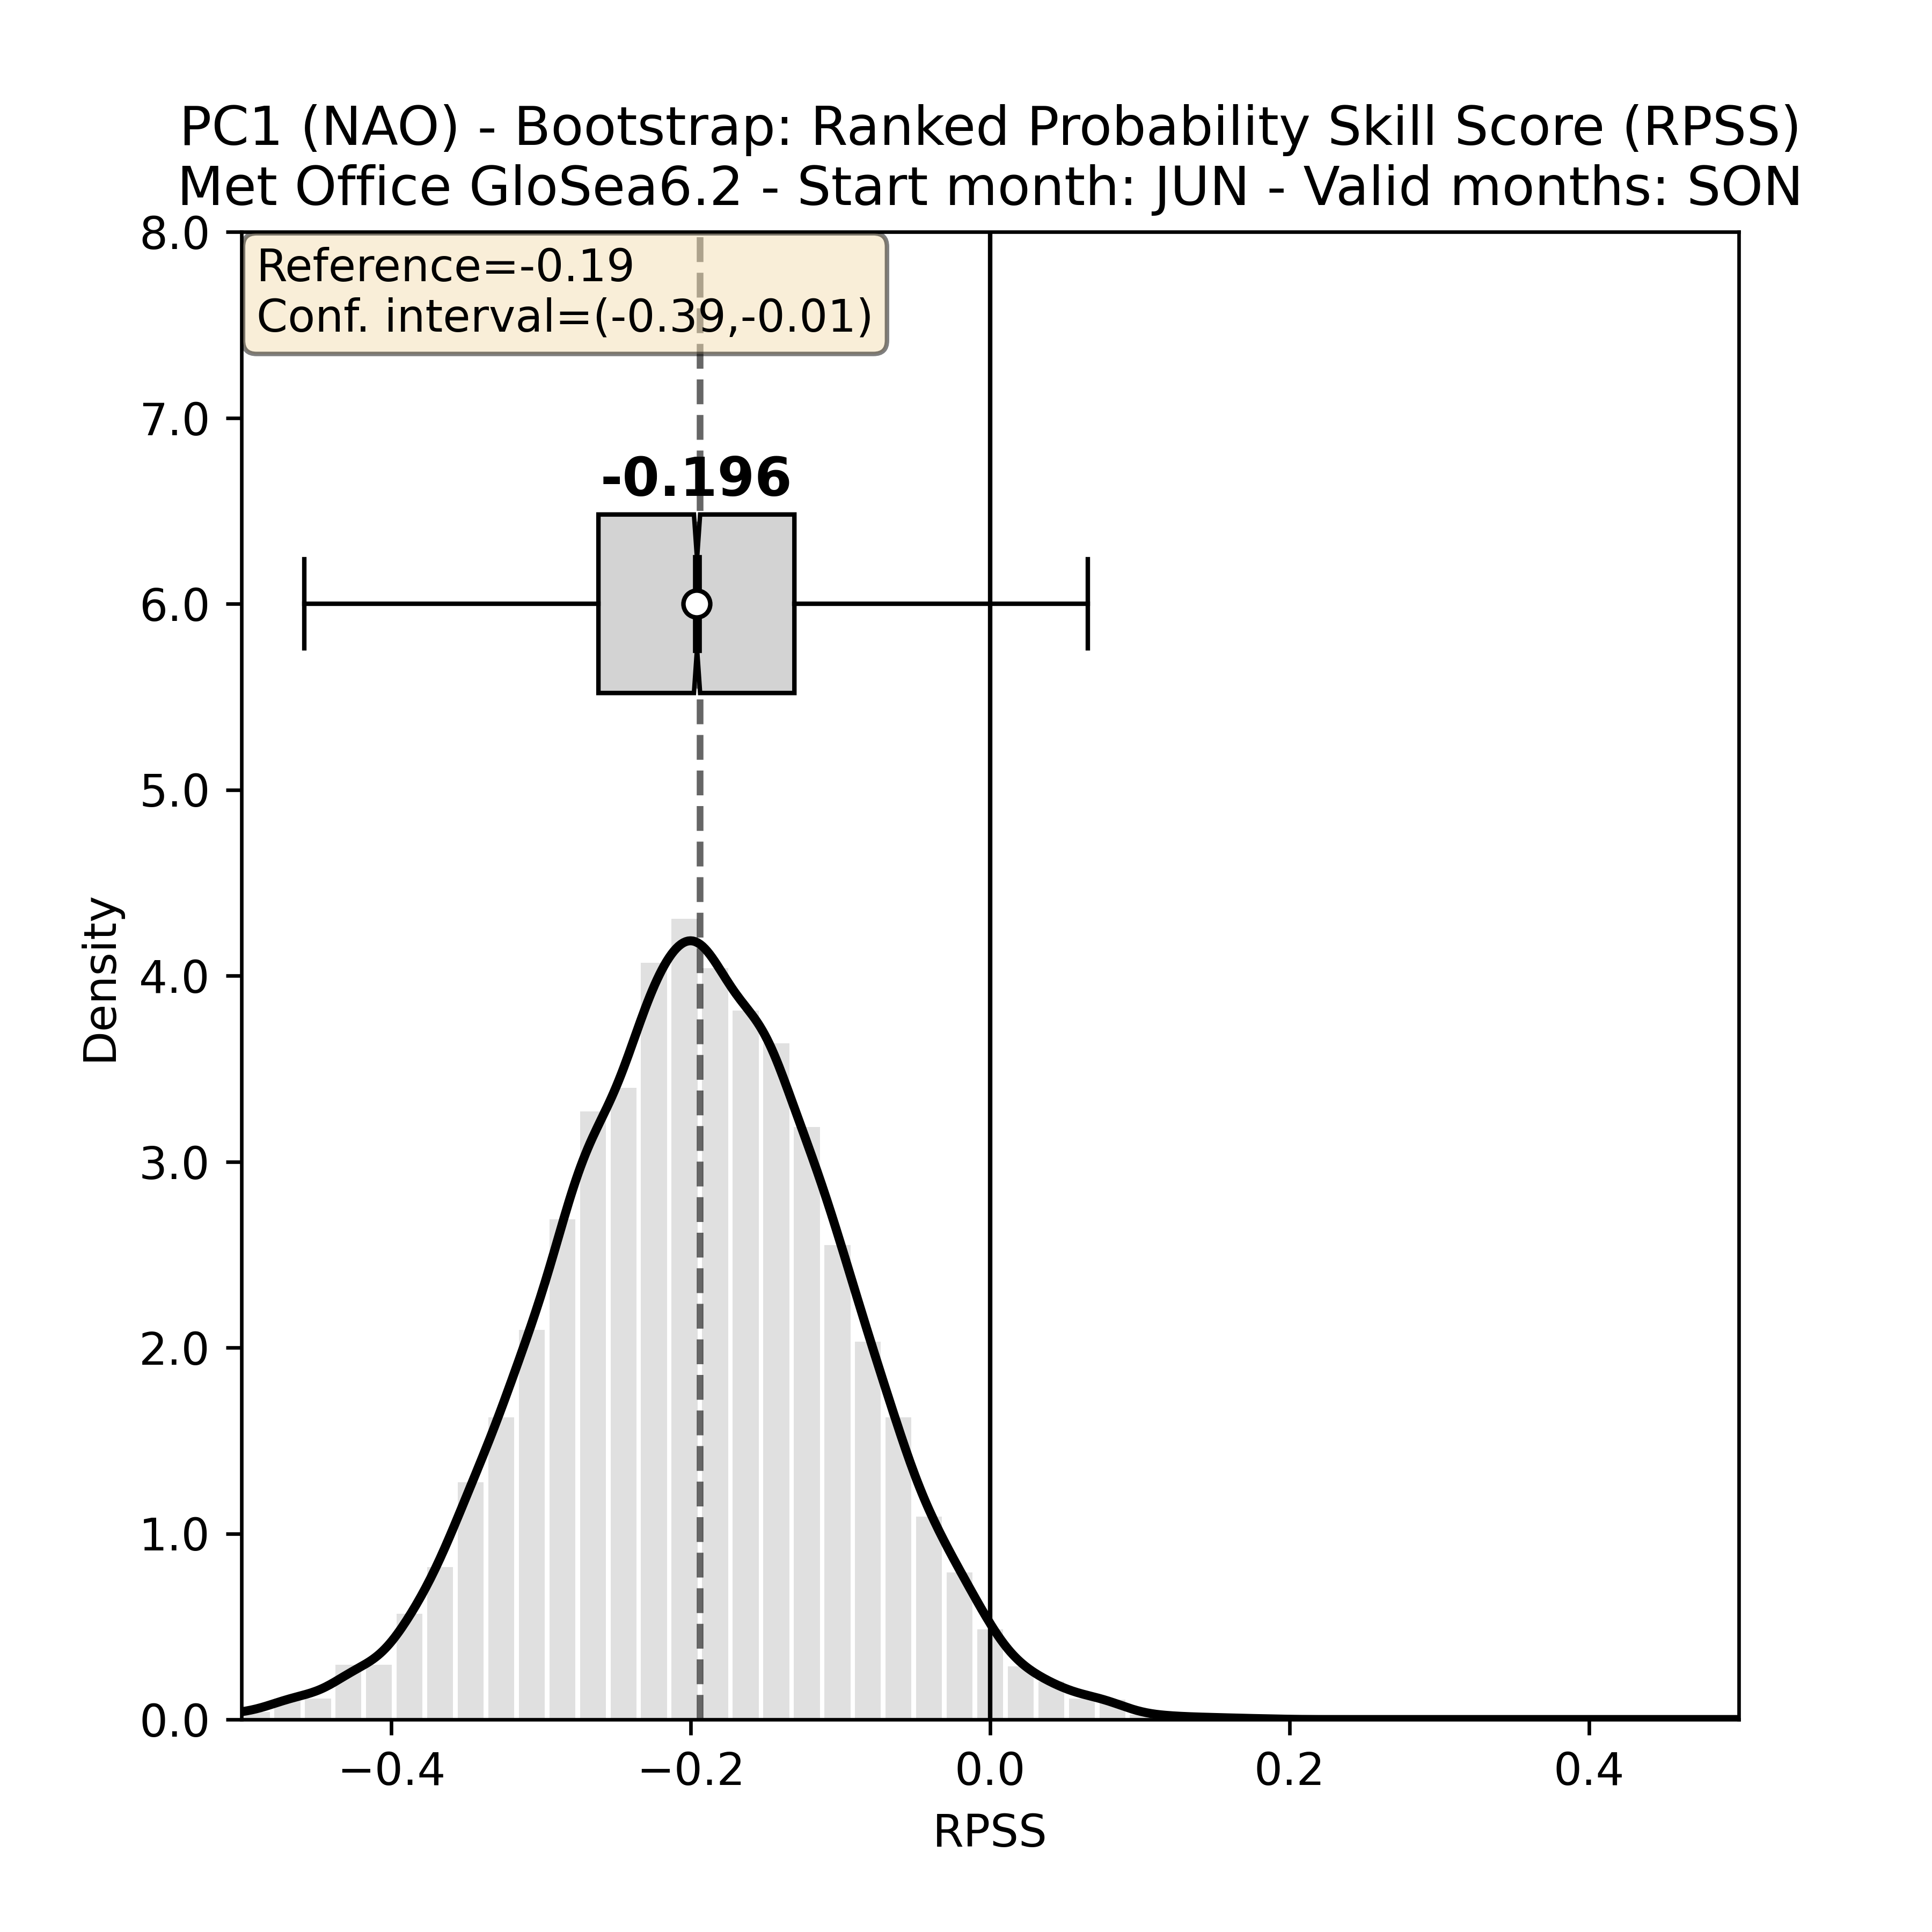 PC1 (NAO) - Bootstrap: Ranked Probability Skill Score (RPSS)
Met Office GloSea6.2 - Start month: JUN - Valid months: SON
8.0
Reference=-0.19
Conf. interval=(-0.39,-0.01)
7.0
-0.196
6.0
5.0
4.0
Density
3.0
2.0
1.0
0.0
−0.4 −0.2 0.0 0.2 0.4
RPSS